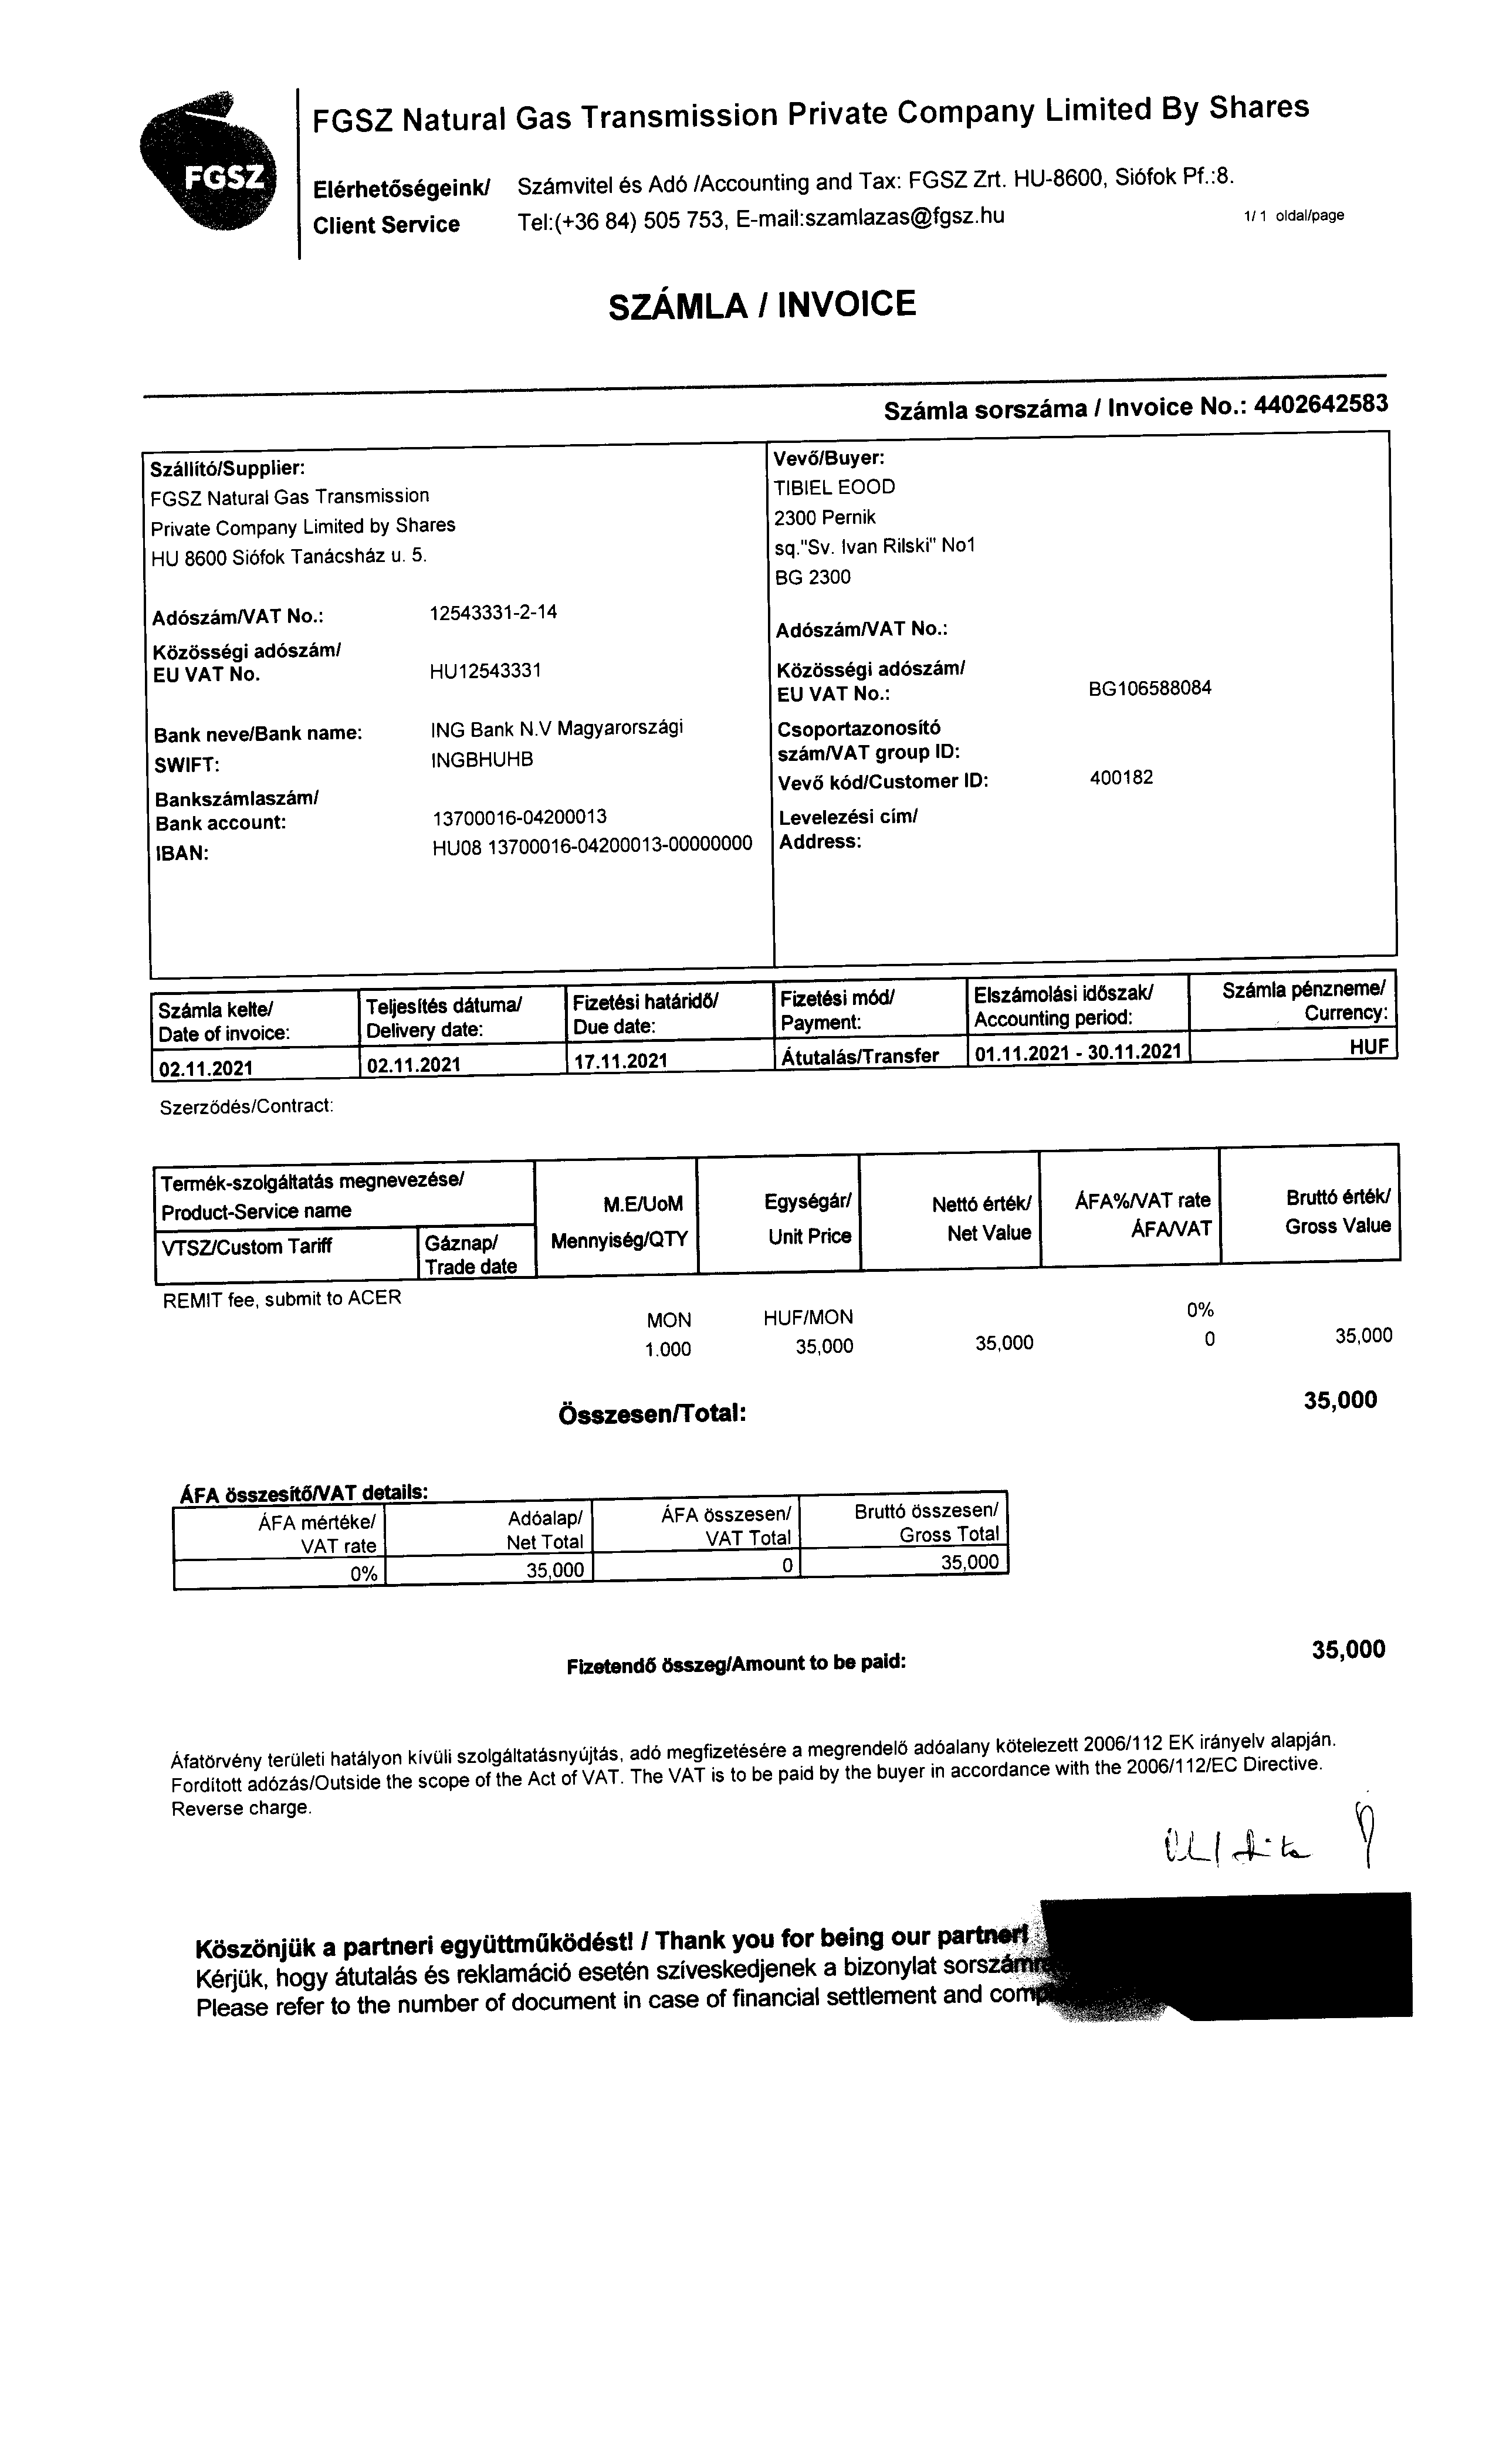 FGSZ
FGSZ Natural Gas Transmission Private Company Limited By Shares
Elérhetőségeink/ Számvitel és Adó /Accounting and Tax: FGSZ Zrt. HU-8600, Siófok Pf.:8.
Client Service Tel:(+36 84) 505 753, E-mail:szamlazas@fgsz.hu 1/ 1 oldal/page
SZÁMLA / INVOICE
Számla sorszáma / Invoice No.: 4402642583
Szállító/Supplier:
FGSZ Natural Gas Transmission
Private Company Limited by Shares
HU 8600 Siófok Tanácsház u. 5.
Adószám/VAT No.: 12543331-2-14
Közösségi adószám/
EU VAT No. HU12543331
Bank neve/Bank name: ING Bank N.V Magyarországi
SWIFT: INGBHUHB
Bankszámlaszám/
Bank account: 13700016-04200013
IBAN: HU08 13700016-04200013-00000000
Vevő/Buyer:
TIBIEL EOOD
2300 Pernik
sq."Sv. Ivan Rilski" No1
BG 2300
Adószám/VAT No.:
Közösségi adószám/
EU VAT No.: BG106588084
Csoportazonosító
szám/VAT group ID:
Vevő kód/Customer ID: 400182
Levelezési cím/
Address:
Számla kelte/ Teljesítés dátuma/ Fizetési határidő/ Fizetési mód/ Elszámolási időszak/ Számla pénzneme/
Date of invoice: Delivery date: Due date: Payment: Accounting period: Currency:
02.11.2021 02.11.2021 17.11.2021 Átutalás/Transfer 01.11.2021 - 30.11.2021 HUF
Szerződés/Contract:
Termék-szolgáltatás megnevezése/ M.E/UoM Egységár/ Nettó érték/ ÁFA%/VAT rate Bruttó érték/
Product-Service name Mennyiség/QTY Unit Price Net Value ÁFA/VAT Gross Value
VTSZ/Custom Tariff Gáznap/
Trade date
REMIT fee, submit to ACER
MON HUF/MON 0%
1.000 35,000 35,000 0 35,000
Összesen/Total: 35,000
ÁFA összesítő/VAT details:
ÁFA mértéke/ Adóalap/ ÁFA összesen/ Bruttó összesen/
VAT rate Net Total VAT Total Gross Total
0% 35,000 0 35,000
Fizetendő összeg/Amount to be paid: 35,000
Áfatörvény területi hatályon kívüli szolgáltatásnyújtás, adó megfizetésére a megrendelő adóalany kötelezett 2006/112 EK irányelv alapján.
Fordított adózás/Outside the scope of the Act of VAT. The VAT is to be paid by the buyer in accordance with the 2006/112/EC Directive.
Reverse charge.
Köszönjük a partneri együttműködést! / Thank you for being our partner!
Kérjük, hogy átutalás és reklamáció esetén szíveskedjenek a bizonylat
Please refer to the number of document in case of financial settlement and